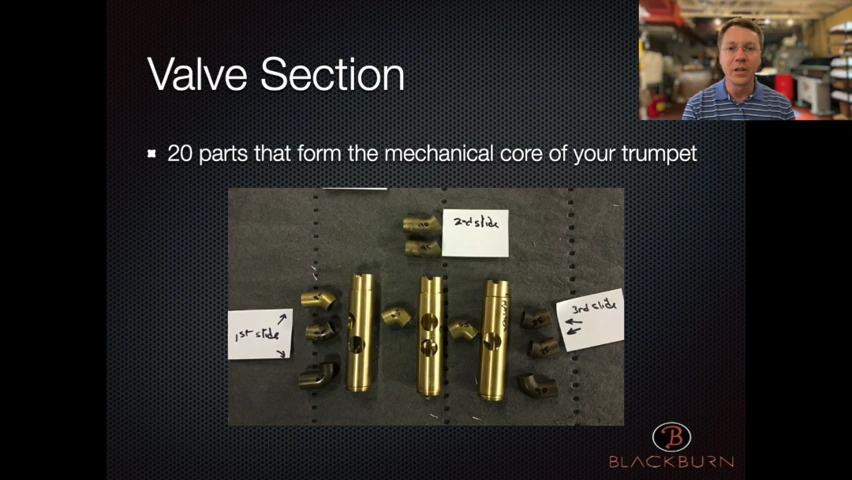 Valve Section
20 parts that form the mechanical core of your trumpet
2nd slide
1st slide
3rd slide
B
BLACKBURN